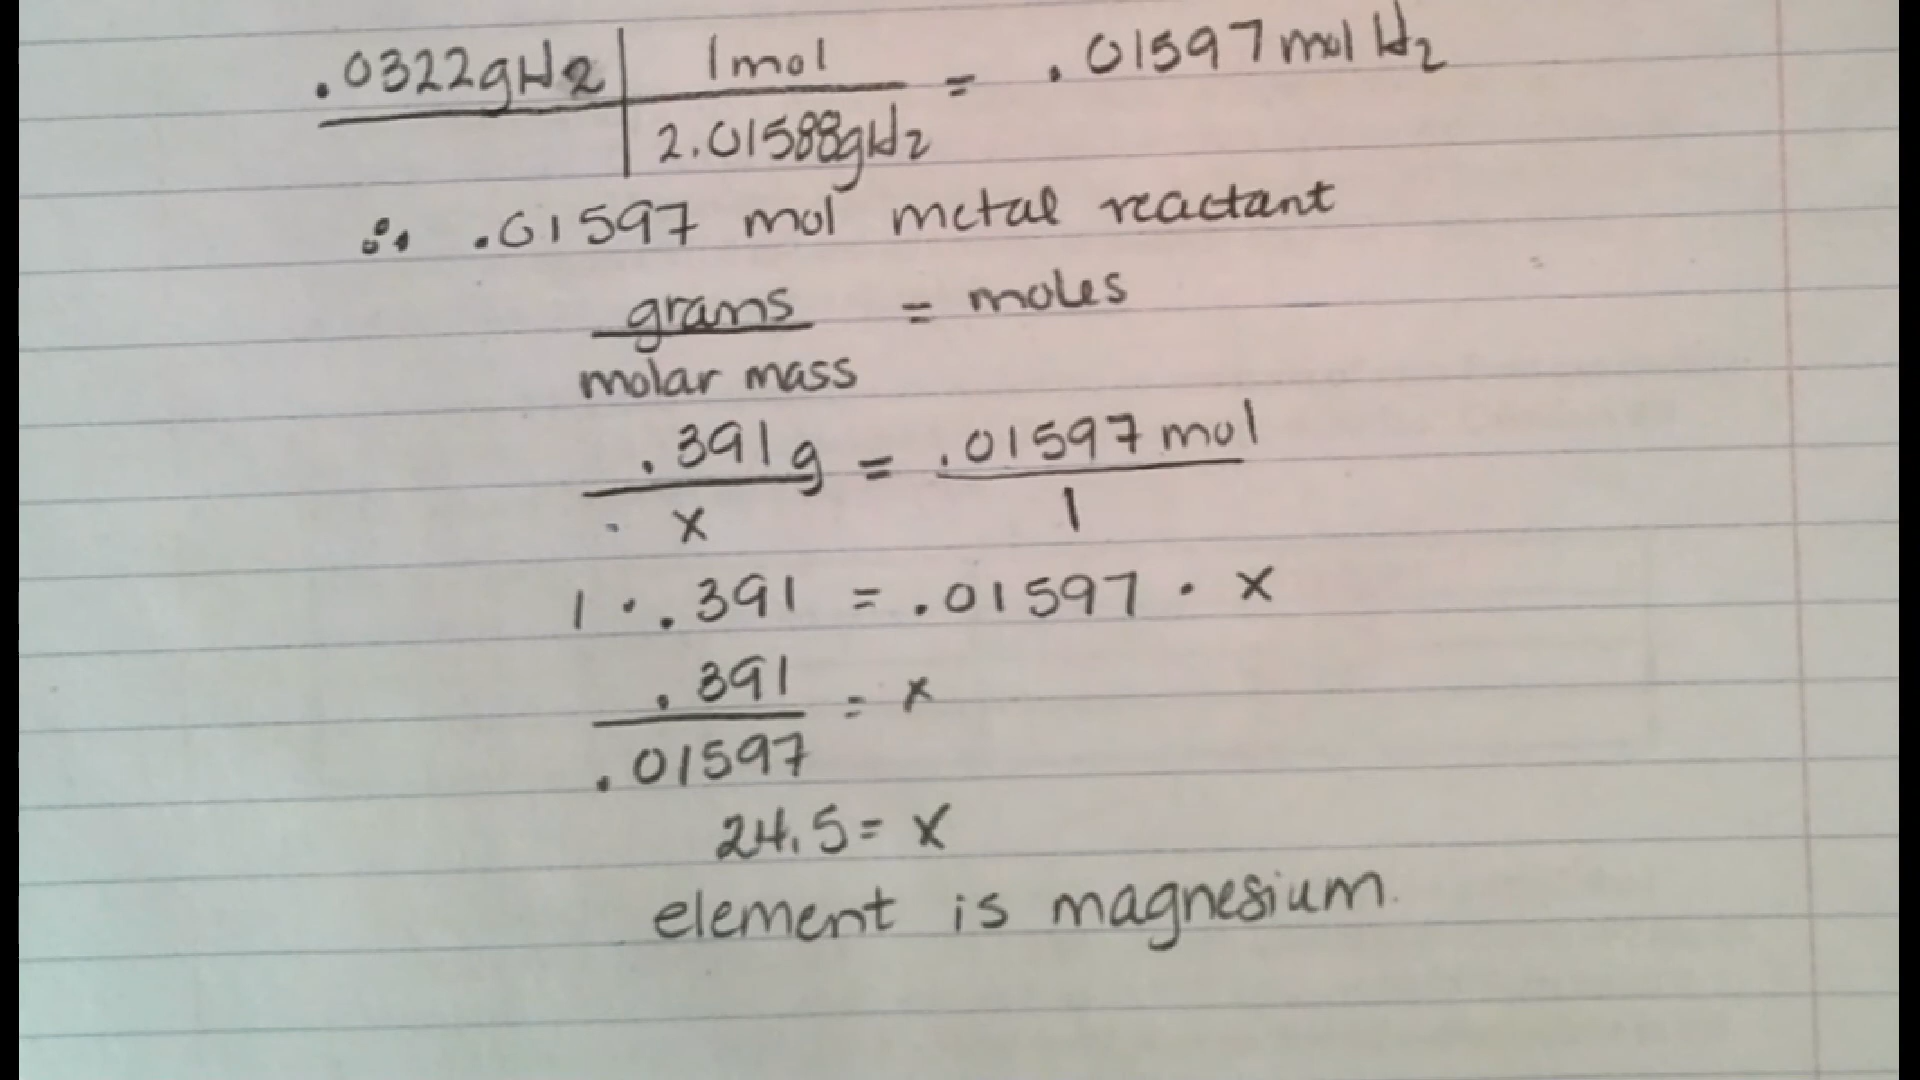 .0322gH2 | 1mol = .01597 mol H2
2.01588gH2
∴ .01597 mol metal reactant
grams = moles
molar mass
.391g = .01597 mol
x 1
1 · .391 = .01597 · x
.391 = x
.01597
24.5 = x
element is magnesium.